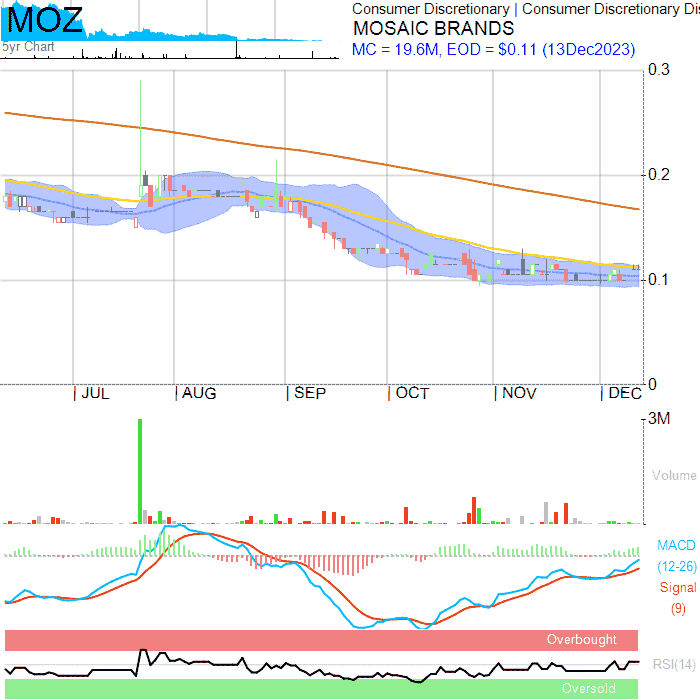 MOZ
5yr Chart
Consumer Discretionary | Consumer Discretionary Dis
MOSAIC BRANDS
MC = 19.6M, EOD = $0.11 (13Dec2023)
0.3
0.2
0.1
0
| JUL | AUG | SEP | OCT | NOV | DEC
3M
Volume
MACD
(12-26)
Signal
(9)
Overbought
RSI(14)
Oversold